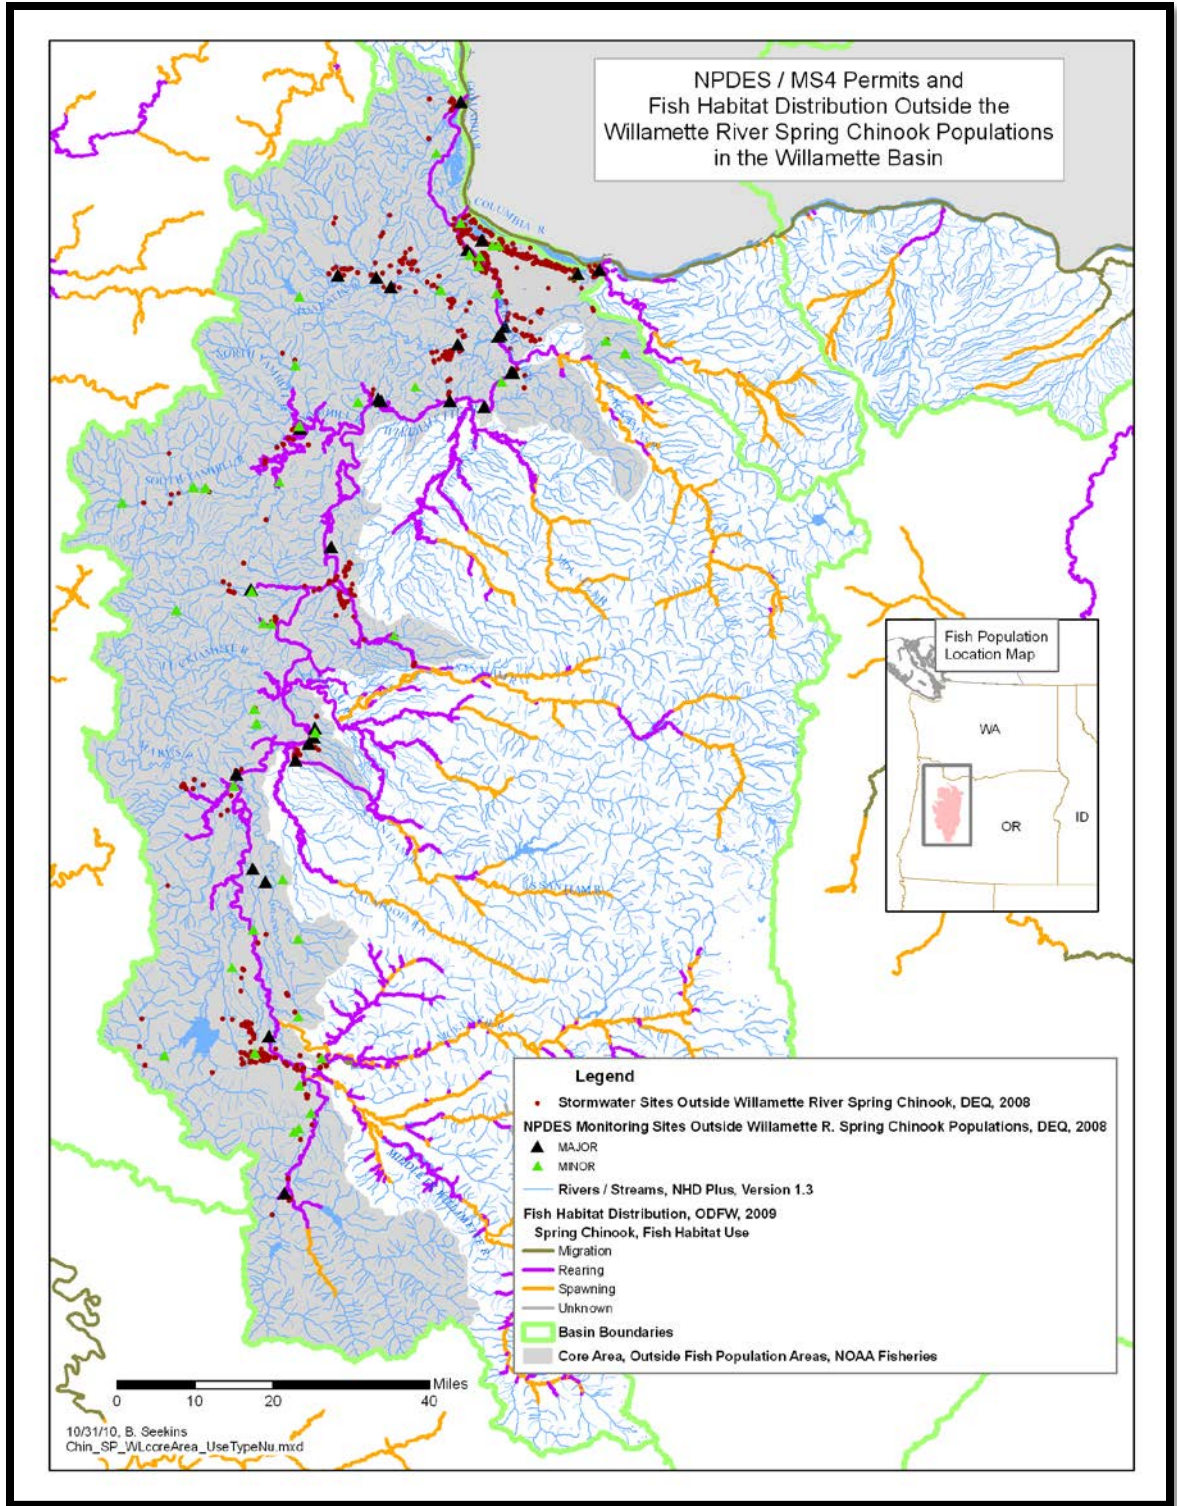 NPDES / MS4 Permits and
Fish Habitat Distribution Outside the
Willamette River Spring Chinook Populations
in the Willamette Basin
COLUMBIA R
SOUTH YAMHILL R
Fish Population
Location Map
WA
OR
ID
Legend
Stormwater Sites Outside Willamette River Spring Chinook, DEQ, 2008
NPDES Monitoring Sites Outside Willamette R. Spring Chinook Populations, DEQ, 2008
MAJOR
MINOR
Rivers / Streams, NHD Plus, Version 1.3
Fish Habitat Distribution, ODFW, 2009
Spring Chinook, Fish Habitat Use
Migration
Rearing
Spawning
Unknown
Basin Boundaries
Core Area, Outside Fish Population Areas, NOAA Fisheries
Miles
0 10 20 40
10/31/10, B. Seekins
Chin_SP_WLcoreArea_UseTypeNu.mxd